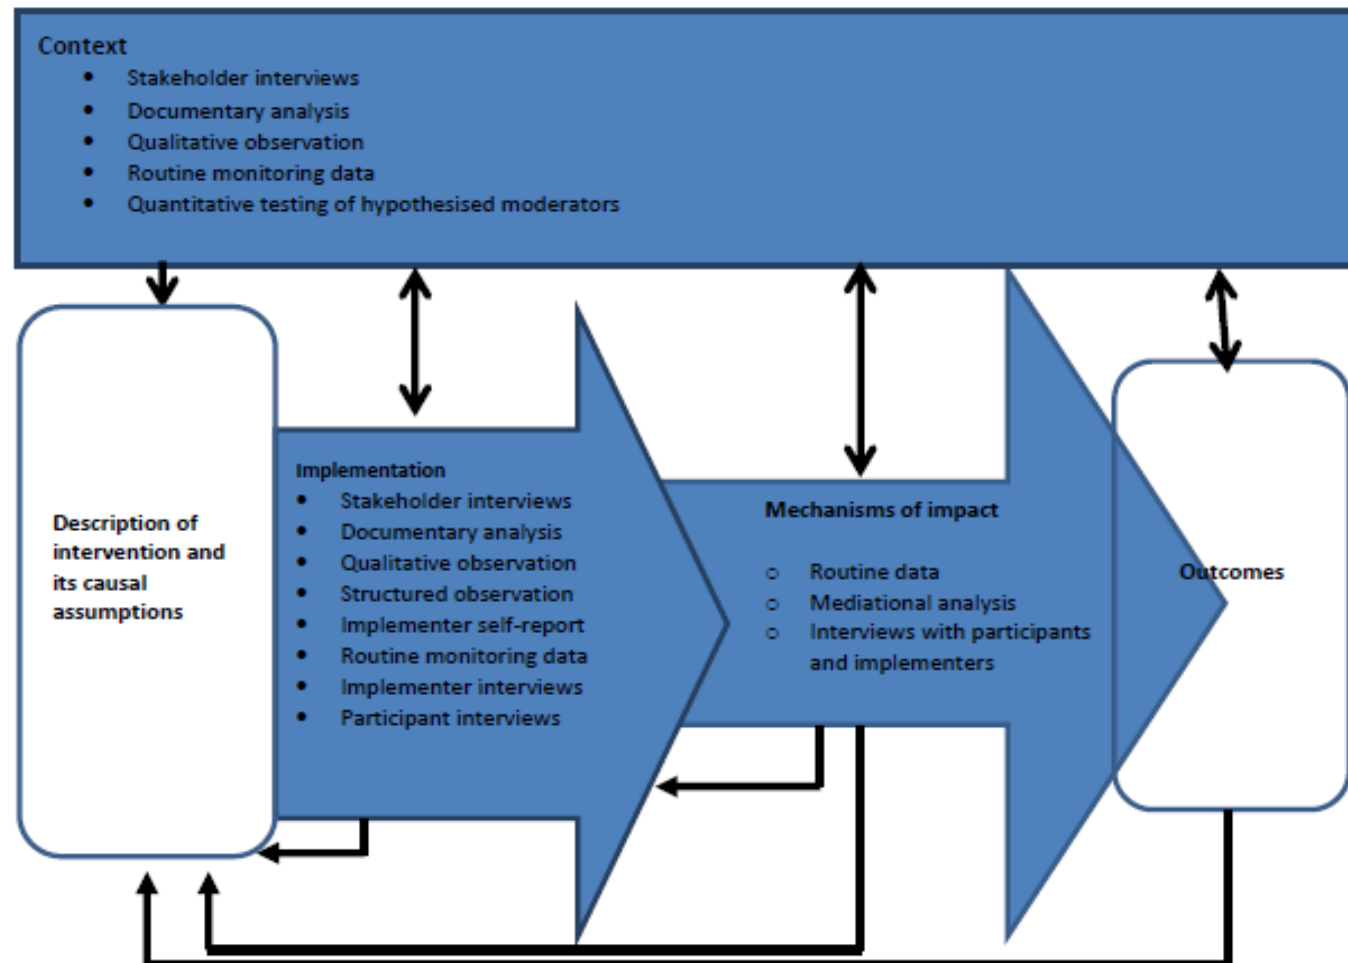 Context
• Stakeholder interviews
• Documentary analysis
• Qualitative observation
• Routine monitoring data
• Quantitative testing of hypothesised moderators
Description of
intervention and
its causal
assumptions
Implementation
• Stakeholder interviews
• Documentary analysis
• Qualitative observation
• Structured observation
• Implementer self-report
• Routine monitoring data
• Implementer interviews
• Participant interviews
Mechanisms of impact
○ Routine data
○ Mediational analysis
○ Interviews with participants
and implementers
Outcomes